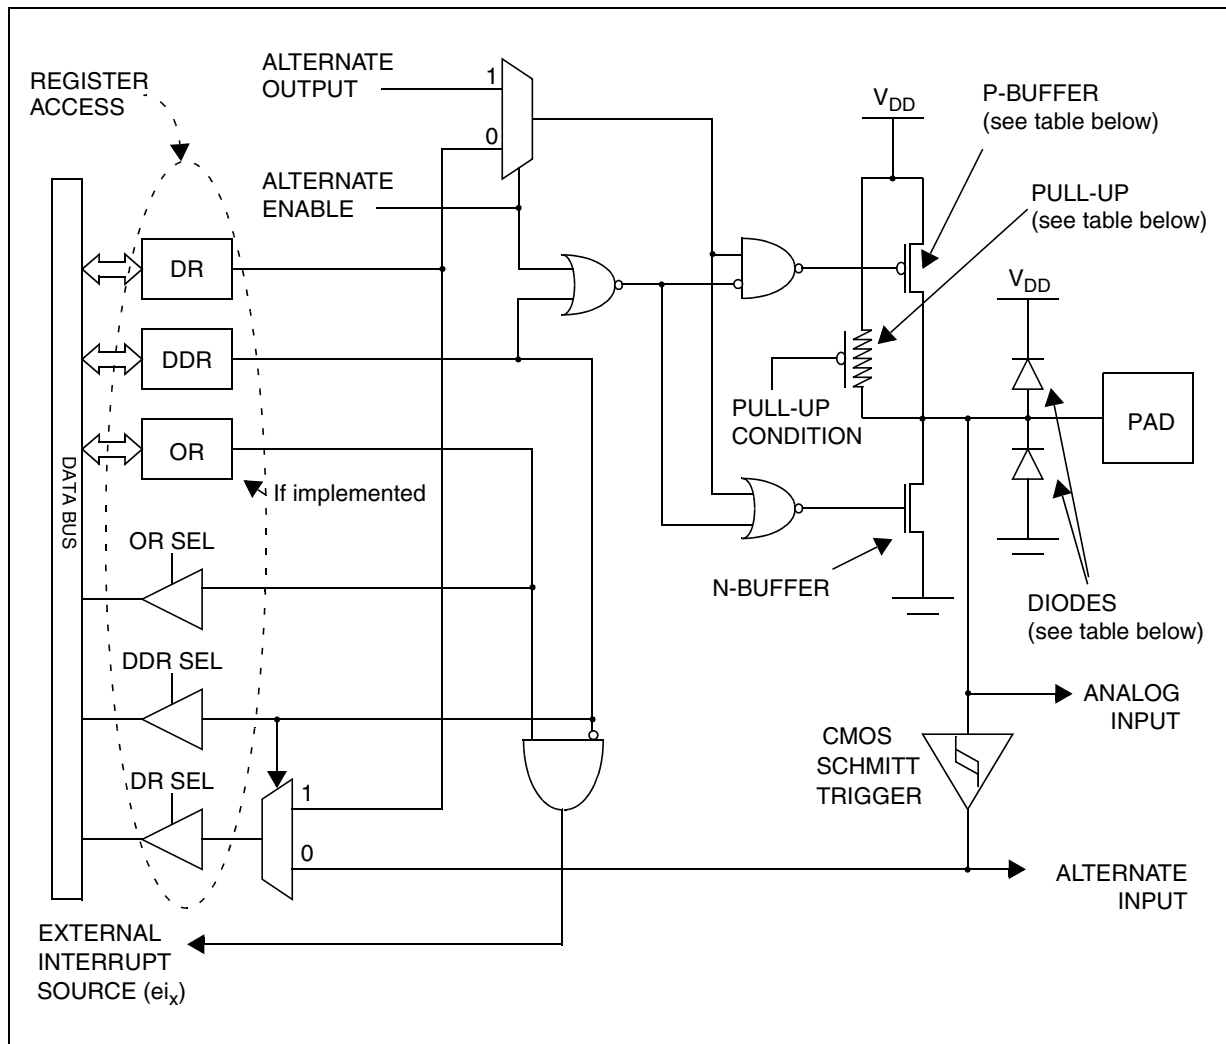 REGISTER
ACCESS
ALTERNATE
OUTPUT
1
0
ALTERNATE
ENABLE
VDD
P-BUFFER
(see table below)
PULL-UP
(see table below)
DR
DDR
OR
If implemented
DATA BUS
VDD
PULL-UP
CONDITION
PAD
OR SEL
N-BUFFER
DIODES
(see table below)
DDR SEL
ANALOG
INPUT
CMOS
SCHMITT
TRIGGER
DR SEL
1
0
ALTERNATE
INPUT
EXTERNAL
INTERRUPT
SOURCE (eix)